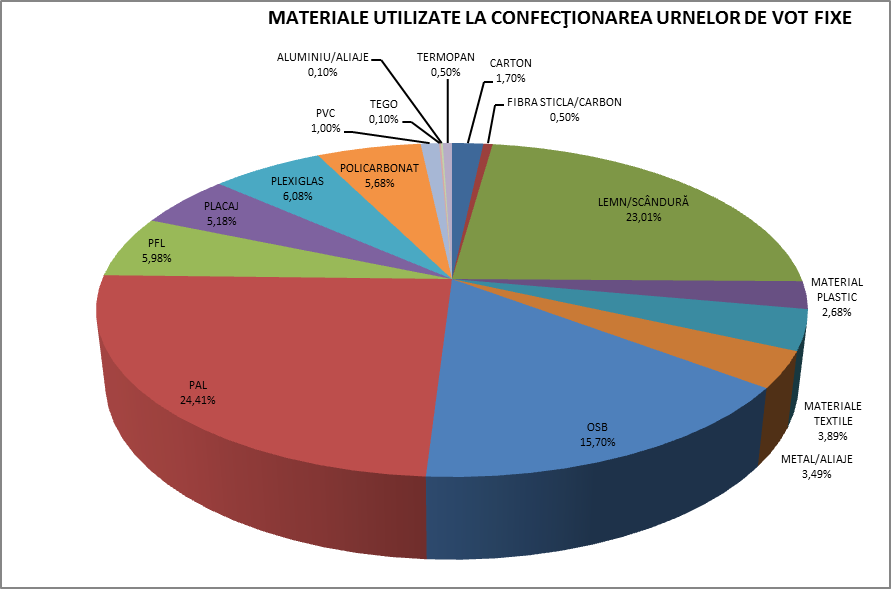 MATERIALE UTILIZATE LA CONFECŢIONAREA URNELOR DE VOT FIXE
ALUMINIU/ALIAJE
0,10%
TERMOPAN
0,50%
CARTON
1,70%
TEGO
0,10%
FIBRA STICLA/CARBON
0,50%
PVC
1,00%
POLICARBONAT
5,68%
PLEXIGLAS
6,08%
LEMN/SCÂNDURĂ
23,01%
PLACAJ
5,18%
PFL
5,98%
MATERIAL
PLASTIC
2,68%
PAL
24,41%
MATERIALE
TEXTILE
3,89%
OSB
15,70%
METAL/ALIAJE
3,49%